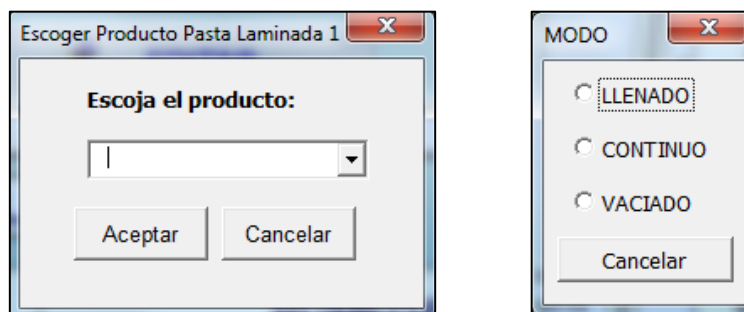 Escoger Producto Pasta Laminada 1
Escoja el producto:
Aceptar Cancelar
MODO
LLENADO
CONTINUO
VACIADO
Cancelar